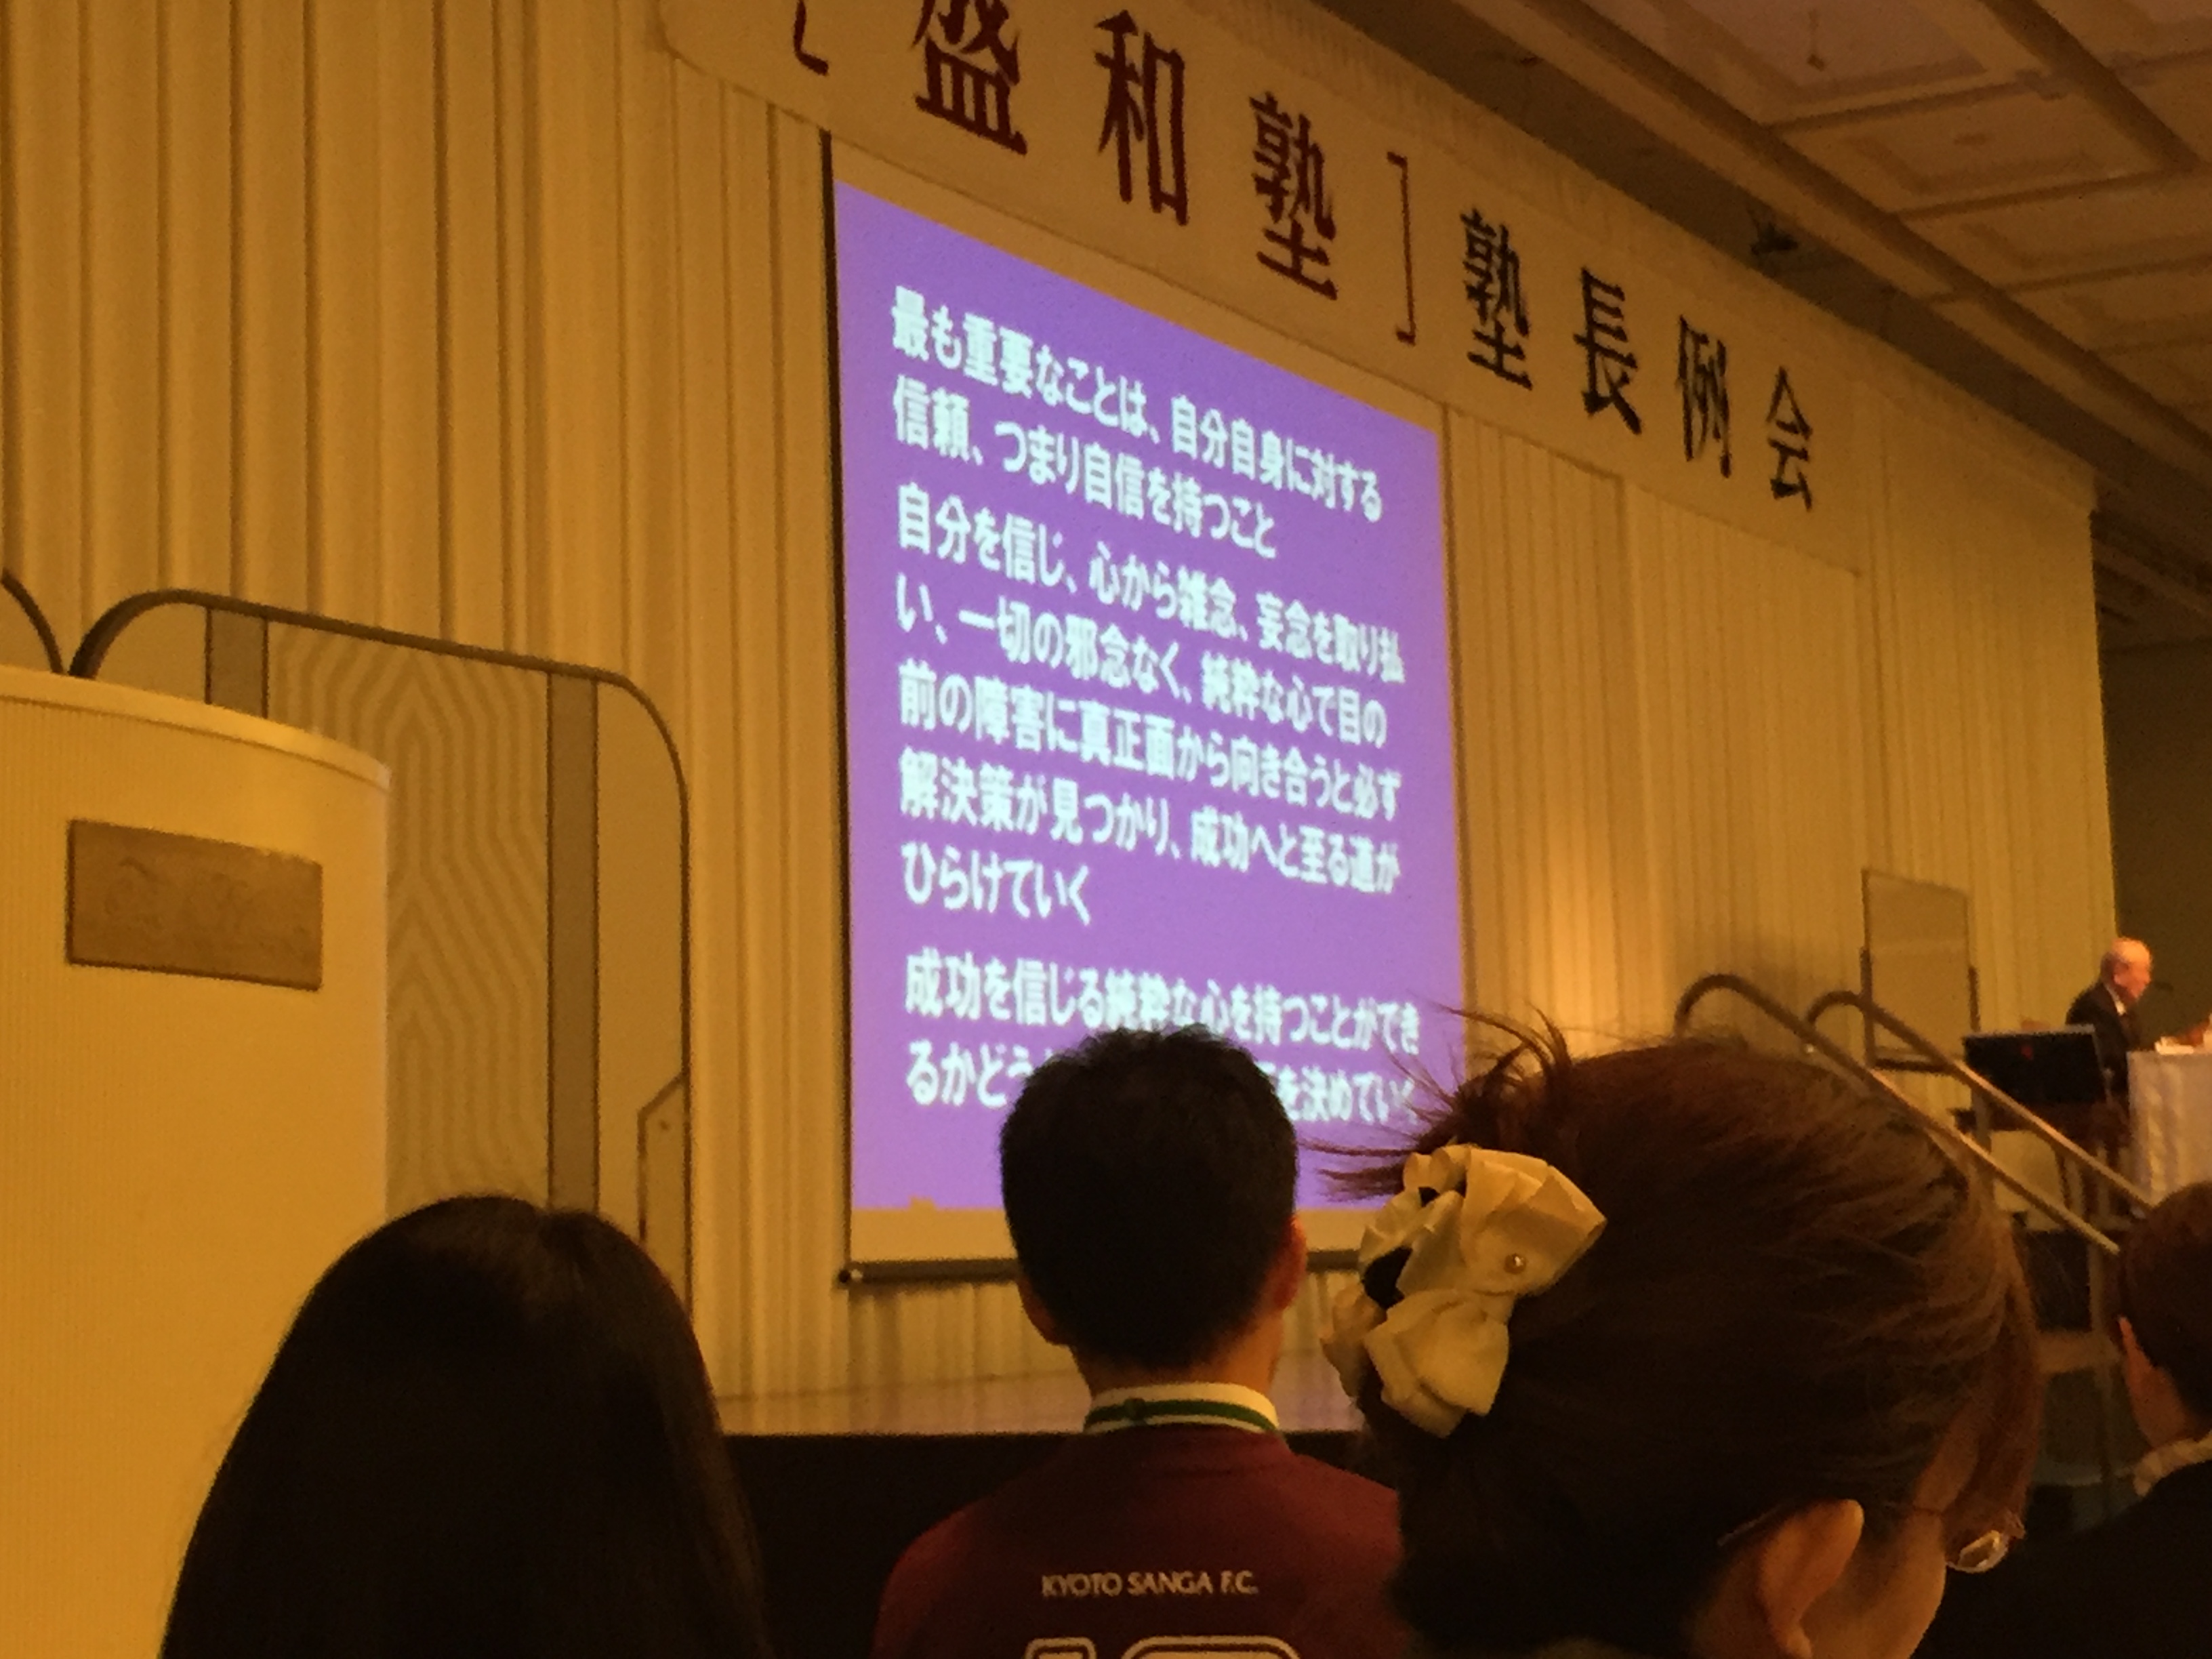 [盛和塾]塾長例会
最も重要なことは、自分自身に対する
信頼、つまり自信を持つこと
自分を信じ、心から雑念、妄念を取り払
い、一切の邪念なく、純粋な心で目の
前の障害に真正面から向き合うと必ず
解決策が見つかり、成功へと至る道が
ひらけていく
成功を信じる純粋な心を持つことができ
るかどう を決めていく
KYOTO SANGA F.C.